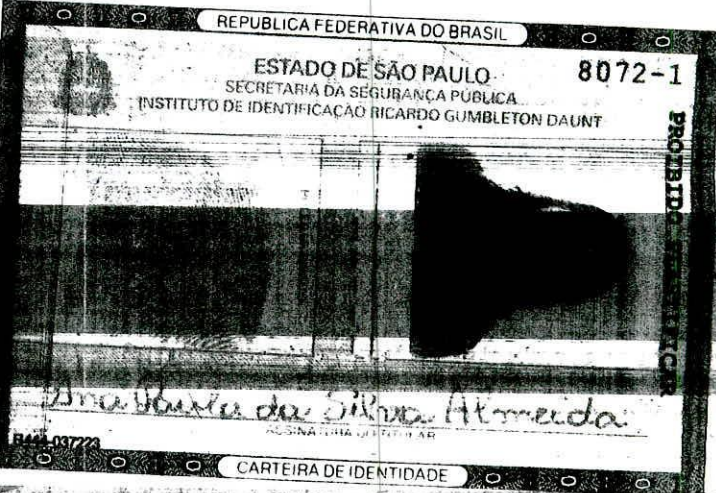 REPUBLICA FEDERATIVA DO BRASIL
8072-1
ESTADO DE SÃO PAULO
SECRETARIA DA SEGURANÇA PÚBLICA
INSTITUTO DE IDENTIFICAÇÃO RICARDO GUMBLETON DAUNT
PROIBIDO
Ana Paula da Silva Almeida
ASSINATURA DO TITULAR
037223
CARTEIRA DE IDENTIDADE